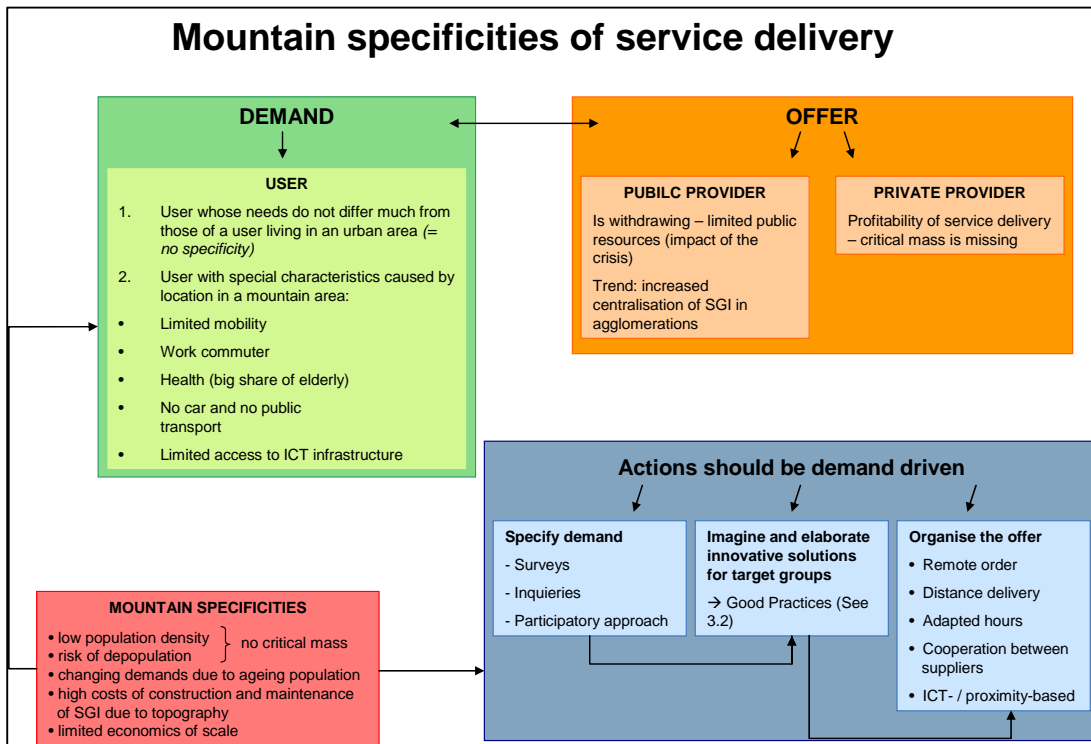 Mountain specificities of service delivery
DEMAND
USER
1. User whose needs do not differ much from
those of a user living in an urban area (=
no specificity)
2. User with special characteristics caused by
location in a mountain area:
• Limited mobility
• Work commuter
• Health (big share of elderly)
• No car and no public
transport
• Limited access to ICT infrastructure
OFFER
PUBILC PROVIDER
Is withdrawing – limited public
resources (impact of the
crisis)
Trend: increased
centralisation of SGI in
agglomerations
PRIVATE PROVIDER
Profitability of service delivery
– critical mass is missing
MOUNTAIN SPECIFICITIES
• low population density
• risk of depopulation
no critical mass
• changing demands due to ageing population
• high costs of construction and maintenance
of SGI due to topography
• limited economics of scale
Actions should be demand driven
Specify demand
- Surveys
- Inquieries
- Participatory approach
Imagine and elaborate
innovative solutions
for target groups
→ Good Practices (See
3.2)
Organise the offer
• Remote order
• Distance delivery
• Adapted hours
• Cooperation between
suppliers
• ICT- / proximity-based